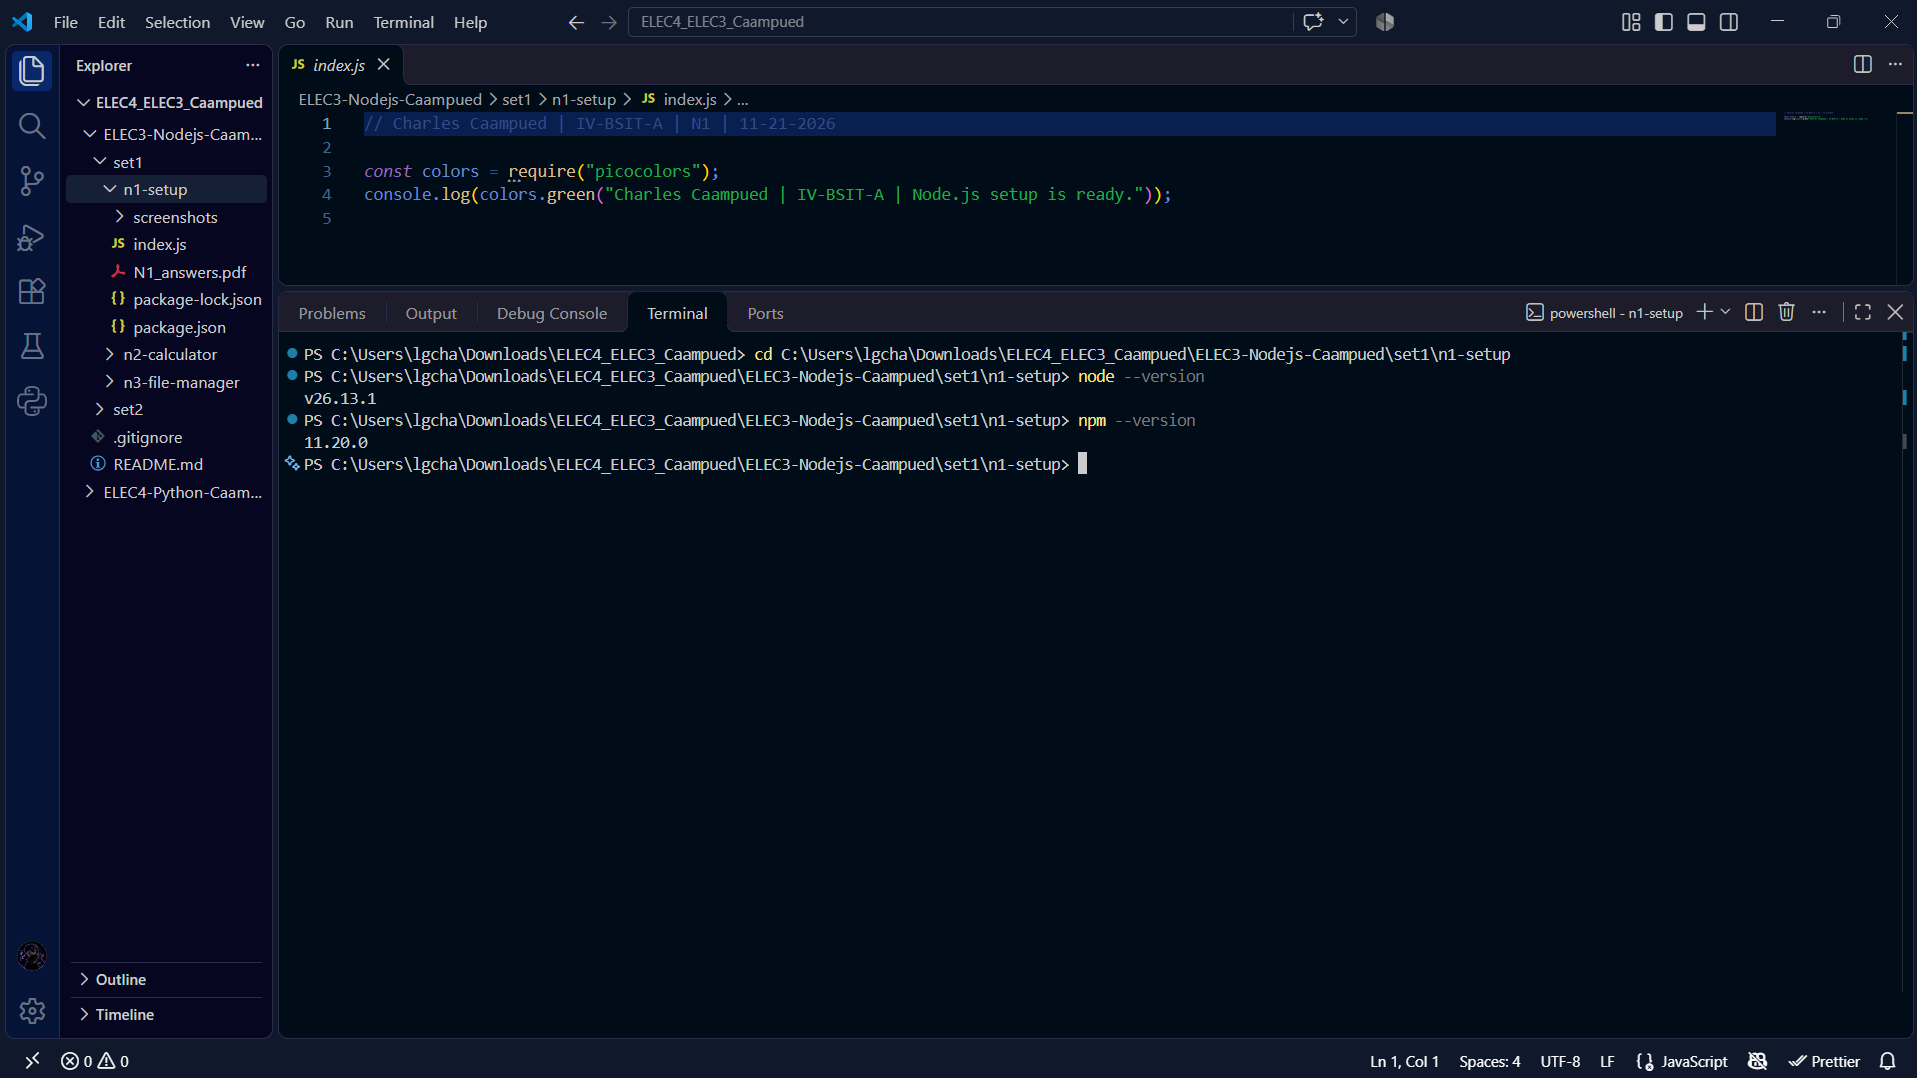 File Edit Selection View Go Run Terminal Help
ELEC4_ELEC3_Caampued
Explorer
ELEC4_ELEC3_Caampued
ELEC3-Nodejs-Caam...
set1
n1-setup
screenshots
JS index.js
N1_answers.pdf
{} package-lock.json
{} package.json
n2-calculator
n3-file-manager
set2
.gitignore
README.md
ELEC4-Python-Caam...
Outline
Timeline
JS index.js
ELEC3-Nodejs-Caampued > set1 > n1-setup > JS index.js > ...
1 // Charles Caampued | IV-BSIT-A | N1 | 11-21-2026
2
3 const colors = require("picocolors");
4 console.log(colors.green("Charles Caampued | IV-BSIT-A | Node.js setup is ready."));
5
Problems Output Debug Console Terminal Ports
powershell - n1-setup
PS C:\Users\lgcha\Downloads\ELEC4_ELEC3_Caampued> cd C:\Users\lgcha\Downloads\ELEC4_ELEC3_Caampued\ELEC3-Nodejs-Caampued\set1\n1-setup
PS C:\Users\lgcha\Downloads\ELEC4_ELEC3_Caampued\ELEC3-Nodejs-Caampued\set1\n1-setup> node --version
v26.13.1
PS C:\Users\lgcha\Downloads\ELEC4_ELEC3_Caampued\ELEC3-Nodejs-Caampued\set1\n1-setup> npm --version
11.20.0
PS C:\Users\lgcha\Downloads\ELEC4_ELEC3_Caampued\ELEC3-Nodejs-Caampued\set1\n1-setup>
0 0
Ln 1, Col 1 Spaces: 4 UTF-8 LF {} JavaScript Prettier